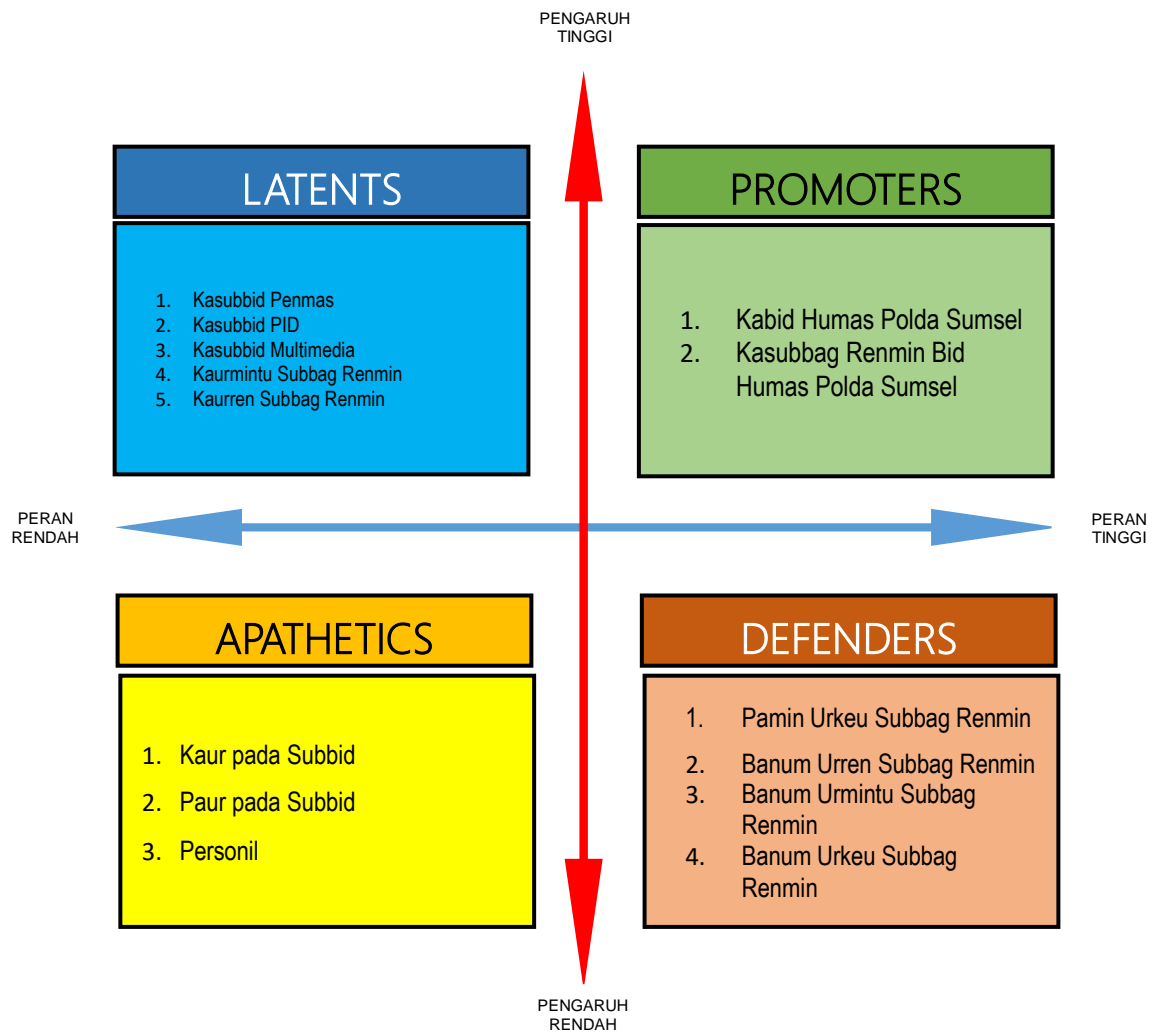 PENGARUH
TINGGI
LATENTS
1. Kasubbid Penmas
2. Kasubbid PID
3. Kasubbid Multimedia
4. Kaurmintu Subbag Renmin
5. Kaurren Subbag Renmin
PROMOTERS
1. Kabid Humas Polda Sumsel
2. Kasubbag Renmin Bid
Humas Polda Sumsel
PERAN
RENDAH
PERAN
TINGGI
APATHETICS
1. Kaur pada Subbid
2. Paur pada Subbid
3. Personil
DEFENDERS
1. Pamin Urkeu Subbag Renmin
2. Banum Urren Subbag Renmin
3. Banum Urmintu Subbag
Renmin
4. Banum Urkeu Subbag
Renmin
PENGARUH
RENDAH